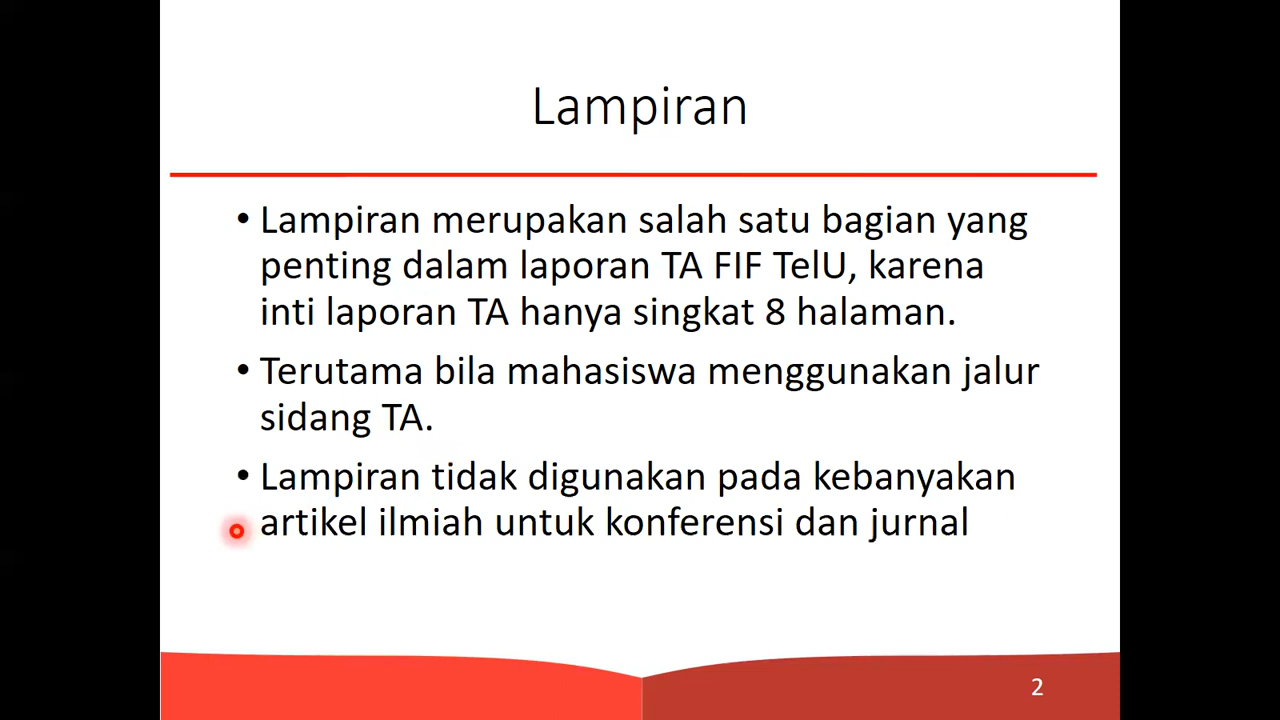 Lampiran
• Lampiran merupakan salah satu bagian yang
penting dalam laporan TA FIF TelU, karena
inti laporan TA hanya singkat 8 halaman.
• Terutama bila mahasiswa menggunakan jalur
sidang TA.
• Lampiran tidak digunakan pada kebanyakan
artikel ilmiah untuk konferensi dan jurnal
2